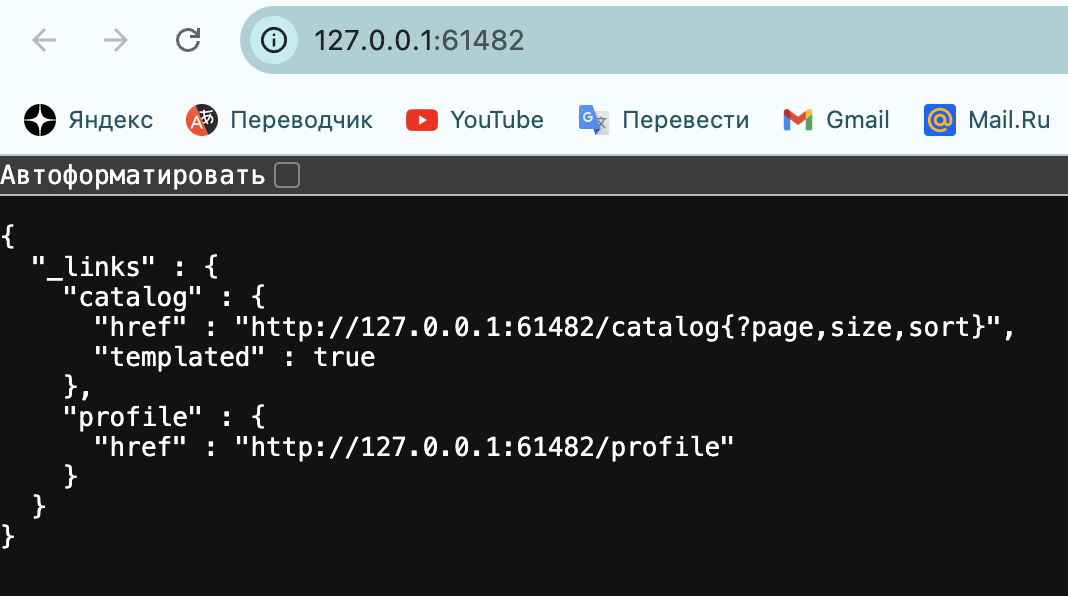 127.0.0.1:61482
Яндекс Переводчик YouTube Перевести Gmail Mail.Ru
Автоформатировать
{
  "_links" : {
    "catalog" : {
      "href" : "http://127.0.0.1:61482/catalog{?page,size,sort}",
      "templated" : true
    },
    "profile" : {
      "href" : "http://127.0.0.1:61482/profile"
    }
  }
}